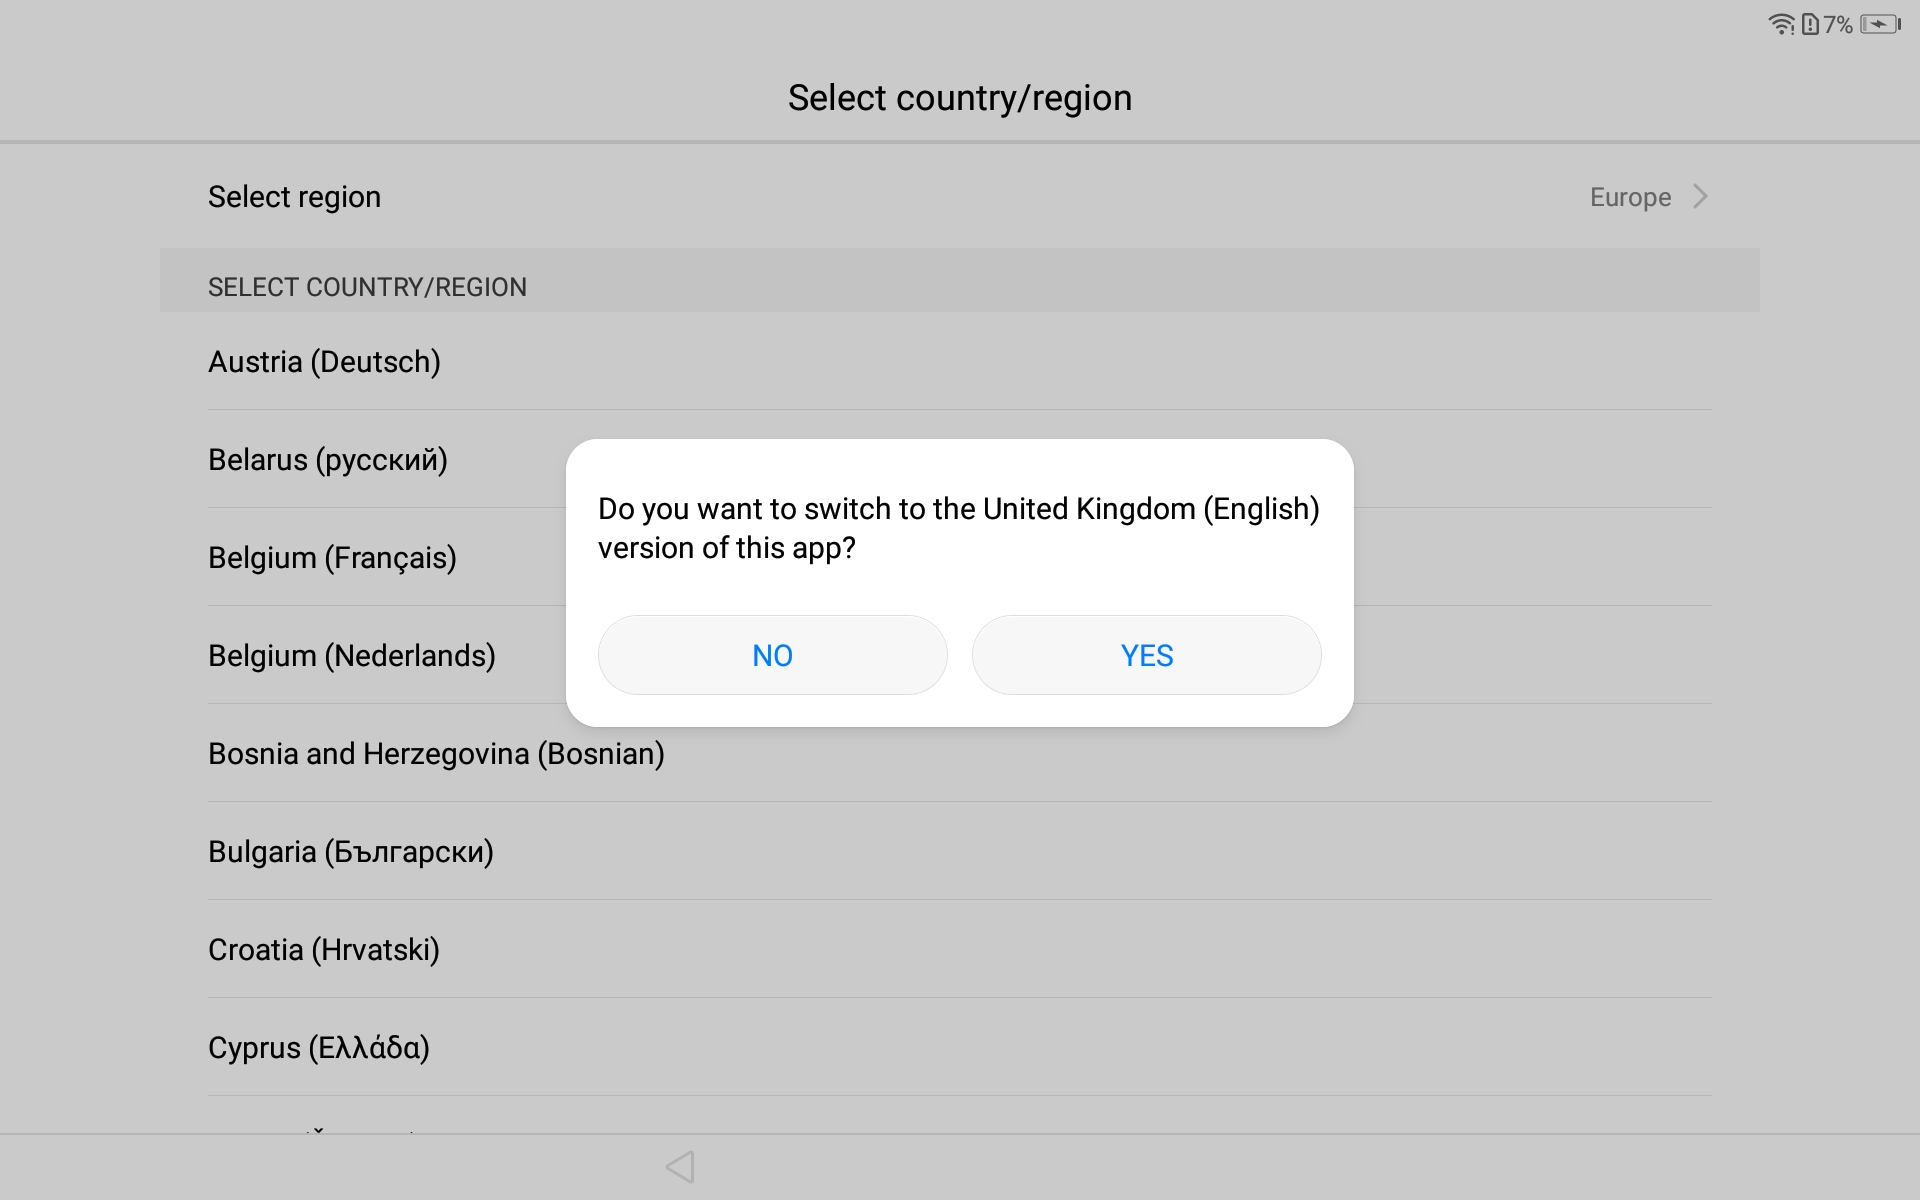 7%
Select country/region
Select region
Europe
SELECT COUNTRY/REGION
Austria (Deutsch)
Belarus (русский)
Belgium (Français)
Belgium (Nederlands)
Bosnia and Herzegovina (Bosnian)
Bulgaria (Български)
Croatia (Hrvatski)
Cyprus (Ελλάδα)
Do you want to switch to the United Kingdom (English)
version of this app?
NO
YES